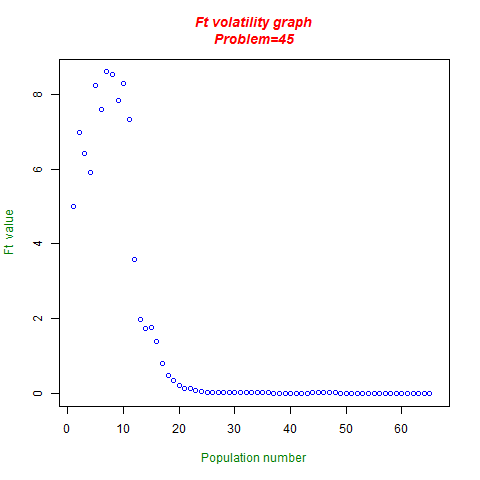 Ft volatility graph
Problem=45
8
6
4
2
0
Ft value
0 10 20 30 40 50 60
Population number